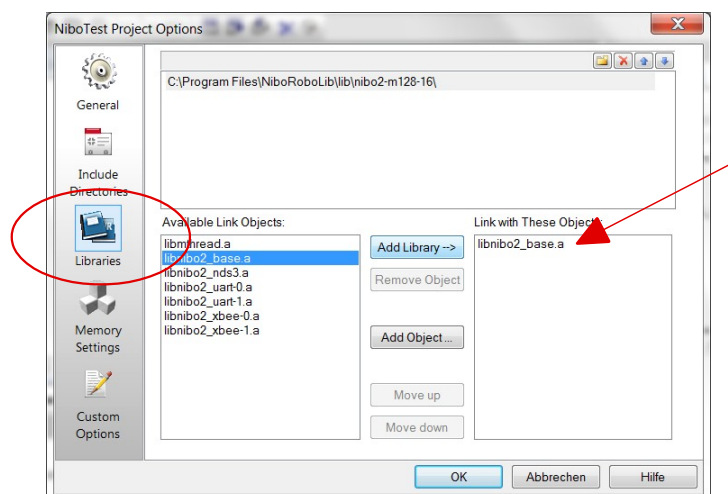 NiboTest Project Options
General
Include
Directories
Libraries
Memory
Settings
Custom
Options
C:\Program Files\NiboRoboLib\lib\nibo2-m128-16\
Available Link Objects:
libmthread.a
libnibo2_base.a
libnibo2_nds3.a
libnibo2_uart-0.a
libnibo2_uart-1.a
libnibo2_xbee-0.a
libnibo2_xbee-1.a
Add Library -->
Remove Object
Add Object...
Move up
Move down
Link with These Objects:
libnibo2_base.a
OK
Abbrechen
Hilfe